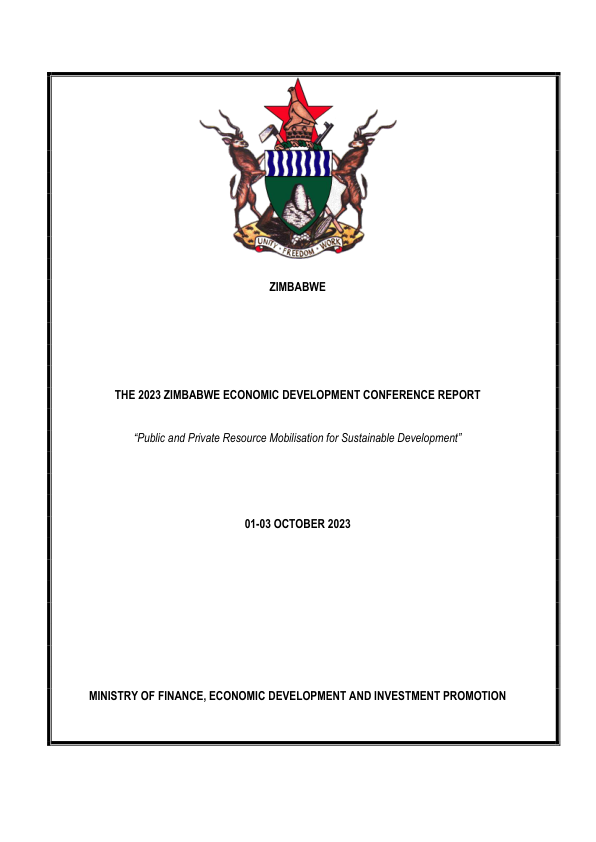 UNITY · FREEDOM · WORK
ZIMBABWE
THE 2023 ZIMBABWE ECONOMIC DEVELOPMENT CONFERENCE REPORT
“Public and Private Resource Mobilisation for Sustainable Development”
01-03 OCTOBER 2023
MINISTRY OF FINANCE, ECONOMIC DEVELOPMENT AND INVESTMENT PROMOTION